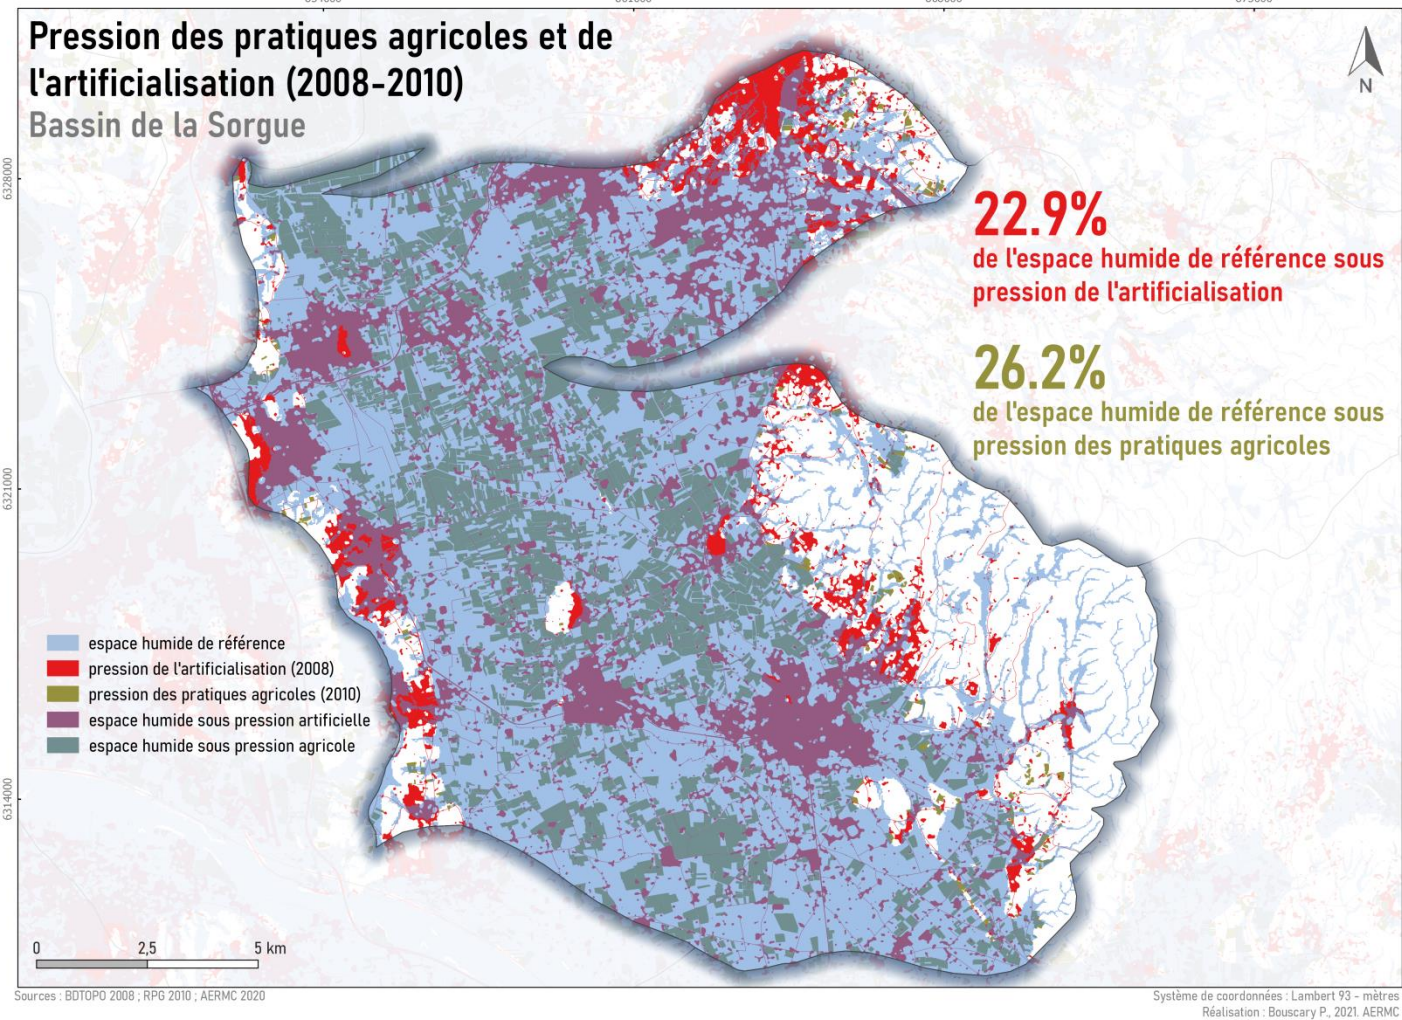 Pression des pratiques agricoles et de
l'artificialisation (2008-2010)
Bassin de la Sorgue
N
6328000
6321000
6314000
22.9%
de l'espace humide de référence sous
pression de l'artificialisation
26.2%
de l'espace humide de référence sous
pression des pratiques agricoles
espace humide de référence
pression de l'artificialisation (2008)
pression des pratiques agricoles (2010)
espace humide sous pression artificielle
espace humide sous pression agricole
0 2,5 5 km
Sources : BDTOPO 2008 ; RPG 2010 ; AERMC 2020
Système de coordonnées : Lambert 93 - mètres
Réalisation : Bouscary P., 2021. AERMC